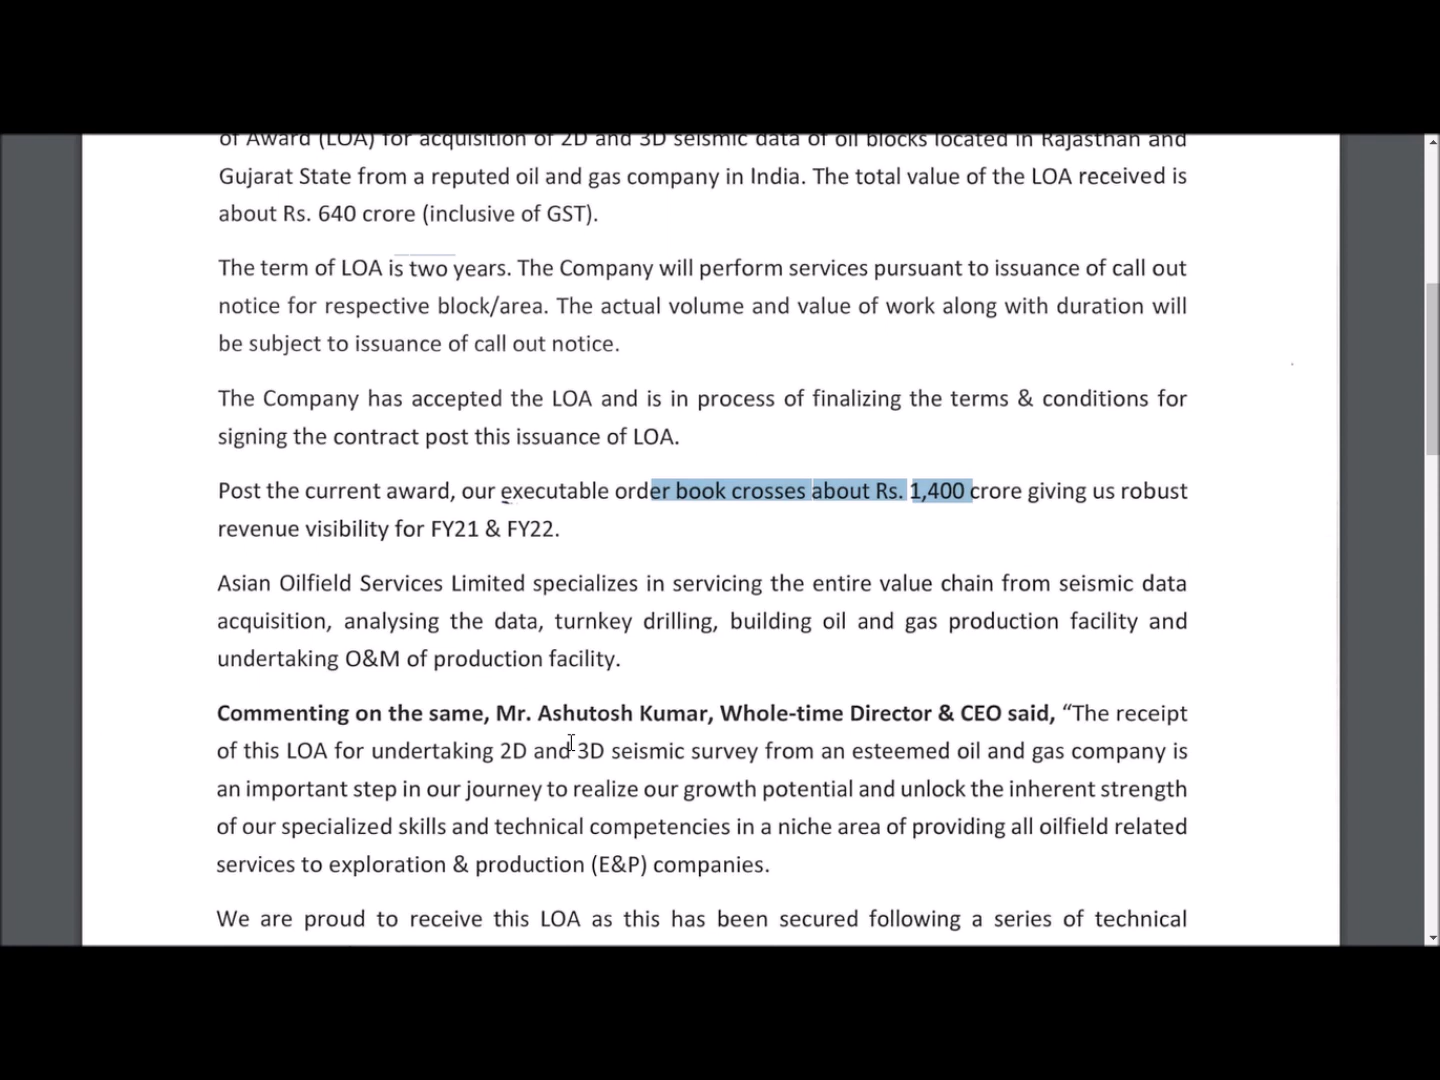 of Award (LOA) for acquisition of 2D and 3D seismic data of oil blocks located in Rajasthan and
Gujarat State from a reputed oil and gas company in India. The total value of the LOA received is
about Rs. 640 crore (inclusive of GST).
The term of LOA is two years. The Company will perform services pursuant to issuance of call out
notice for respective block/area. The actual volume and value of work along with duration will
be subject to issuance of call out notice.
The Company has accepted the LOA and is in process of finalizing the terms & conditions for
signing the contract post this issuance of LOA.
Post the current award, our executable order book crosses about Rs. 1,400 crore giving us robust
revenue visibility for FY21 & FY22.
Asian Oilfield Services Limited specializes in servicing the entire value chain from seismic data
acquisition, analysing the data, turnkey drilling, building oil and gas production facility and
undertaking O&M of production facility.
Commenting on the same, Mr. Ashutosh Kumar, Whole-time Director & CEO said, “The receipt
of this LOA for undertaking 2D and 3D seismic survey from an esteemed oil and gas company is
an important step in our journey to realize our growth potential and unlock the inherent strength
of our specialized skills and technical competencies in a niche area of providing all oilfield related
services to exploration & production (E&P) companies.
We are proud to receive this LOA as this has been secured following a series of technical